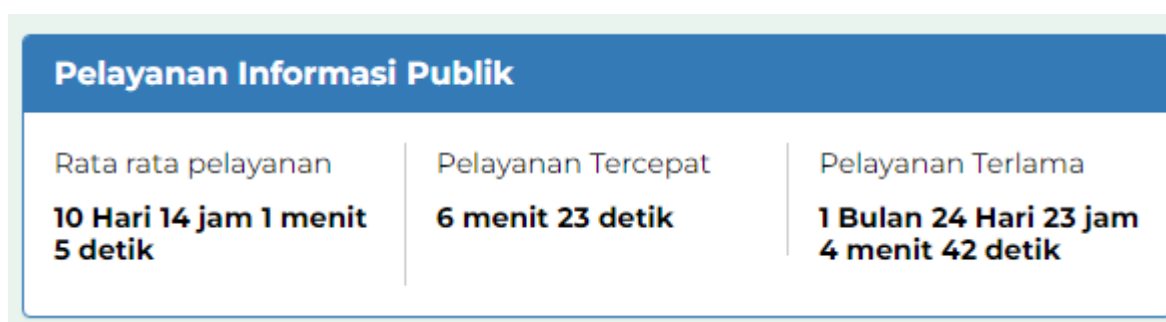 Pelayanan Informasi Publik
Rata rata pelayanan
10 Hari 14 jam 1 menit
5 detik
Pelayanan Tercepat
6 menit 23 detik
Pelayanan Terlama
1 Bulan 24 Hari 23 jam
4 menit 42 detik